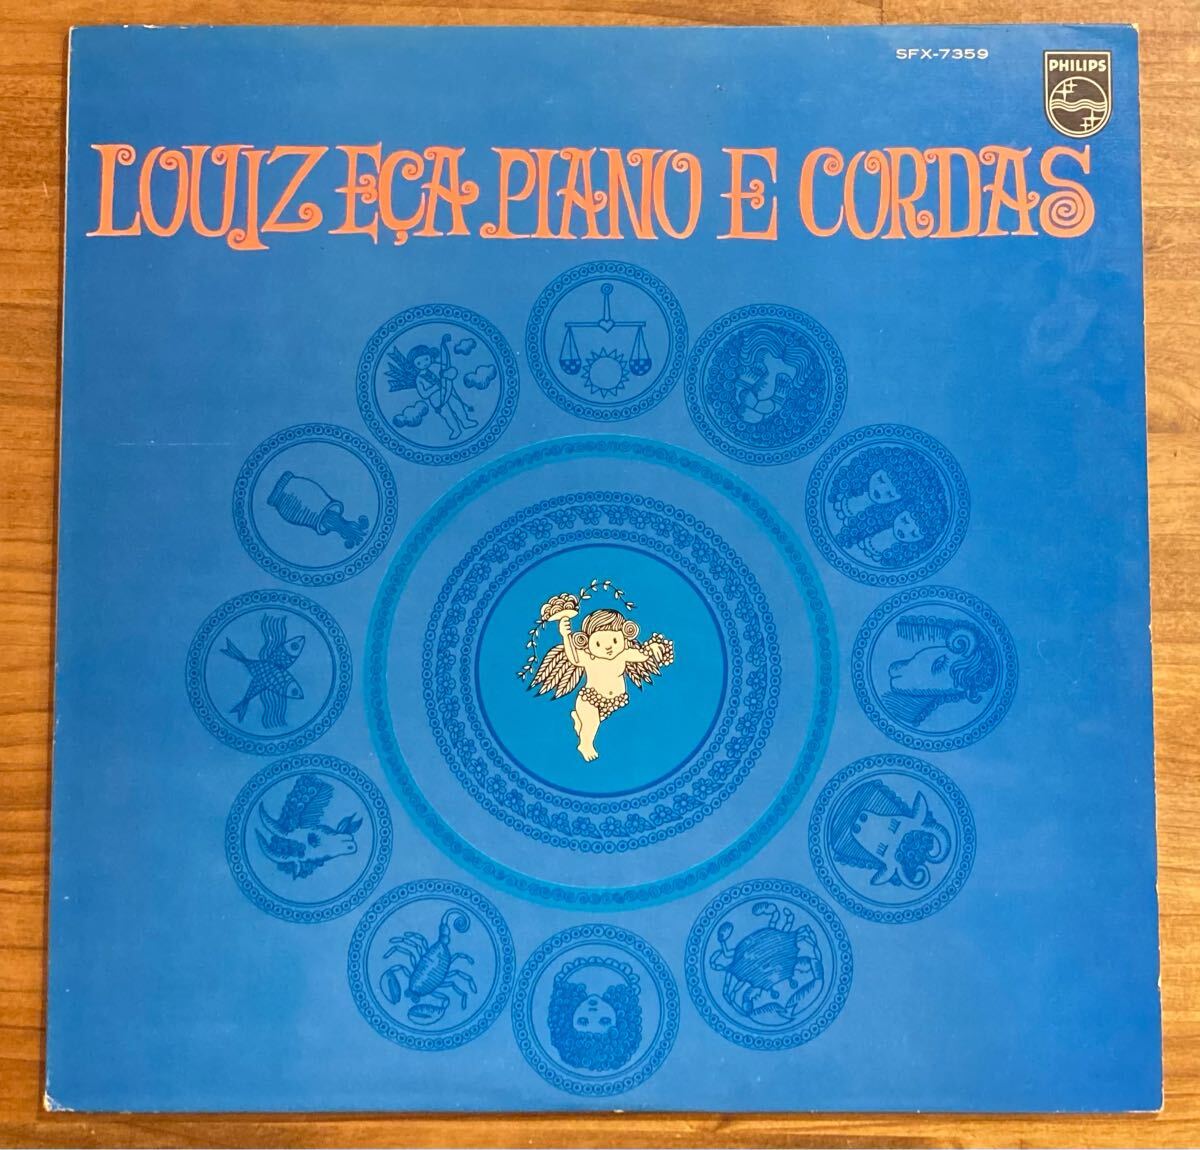 SFX-7359
PHILIPS
LOUIZ EÇA PIANO E CORDAS